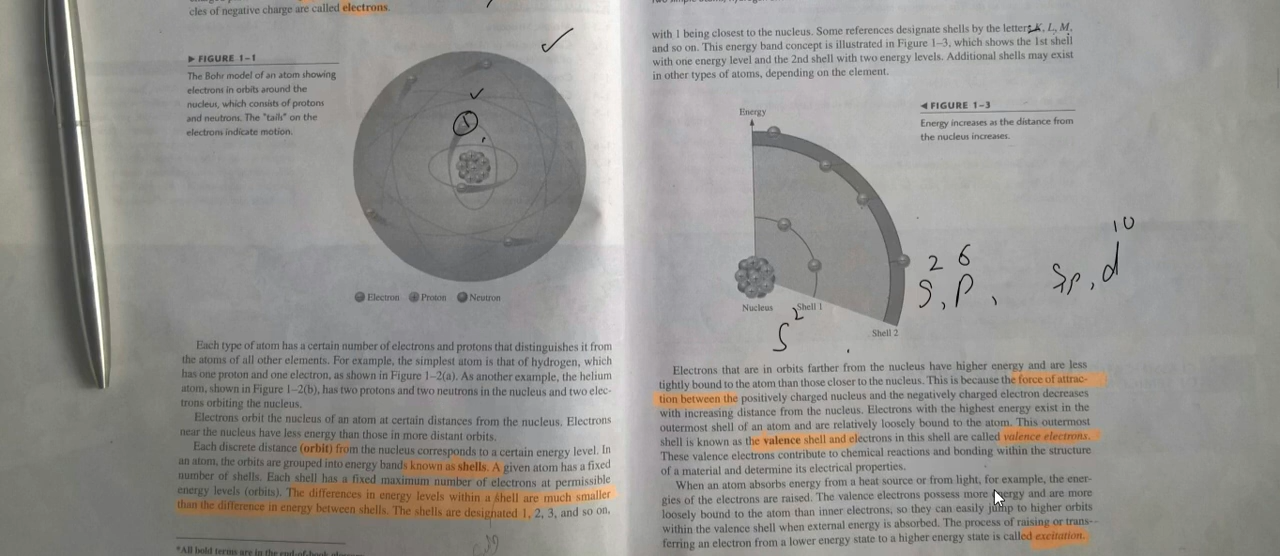 cles of negative charge are called electrons.
► FIGURE 1–1
The Bohr model of an atom showing
electrons in orbits around the
nucleus, which consists of protons
and neutrons. The "tails" on the
electrons indicate motion.
1
Electron Proton Neutron
Each type of atom has a certain number of electrons and protons that distinguishes it from
the atoms of all other elements. For example, the simplest atom is that of hydrogen, which
has one proton and one electron, as shown in Figure 1–2(a). As another example, the helium
atom, shown in Figure 1–2(b), has two protons and two neutrons in the nucleus and two elec-
trons orbiting the nucleus.
Electrons orbit the nucleus of an atom at certain distances from the nucleus. Electrons
near the nucleus have less energy than those in more distant orbits.
Each discrete distance (orbit) from the nucleus corresponds to a certain energy level. In
an atom, the orbits are grouped into energy bands known as shells. A given atom has a fixed
number of shells. Each shell has a fixed maximum number of electrons at permissible
energy levels (orbits). The differences in energy levels within a shell are much smaller
than the difference in energy between shells. The shells are designated 1, 2, 3, and so on,
*All bold terms are in the end-of-book
with 1 being closest to the nucleus. Some references designate shells by the letters K, L, M,
and so on. This energy band concept is illustrated in Figure 1–3, which shows the 1st shell
with one energy level and the 2nd shell with two energy levels. Additional shells may exist
in other types of atoms, depending on the element.
◄ FIGURE 1–3
Energy increases as the distance from
the nucleus increases.
Energy
Nucleus
Shell 1
Shell 2
S 2
2 6
S, P,
10
Sp, d
Electrons that are in orbits farther from the nucleus have higher energy and are less
tightly bound to the atom than those closer to the nucleus. This is because the force of attrac-
tion between the positively charged nucleus and the negatively charged electron decreases
with increasing distance from the nucleus. Electrons with the highest energy exist in the
outermost shell of an atom and are relatively loosely bound to the atom. This outermost
shell is known as the valence shell and electrons in this shell are called valence electrons.
These valence electrons contribute to chemical reactions and bonding within the structure
of a material and determine its electrical properties.
When an atom absorbs energy from a heat source or from light, for example, the ener-
gies of the electrons are raised. The valence electrons possess more energy and are more
loosely bound to the atom than inner electrons, so they can easily jump to higher orbits
within the valence shell when external energy is absorbed. The process of raising or trans-
ferring an electron from a lower energy state to a higher energy state is called excitation.